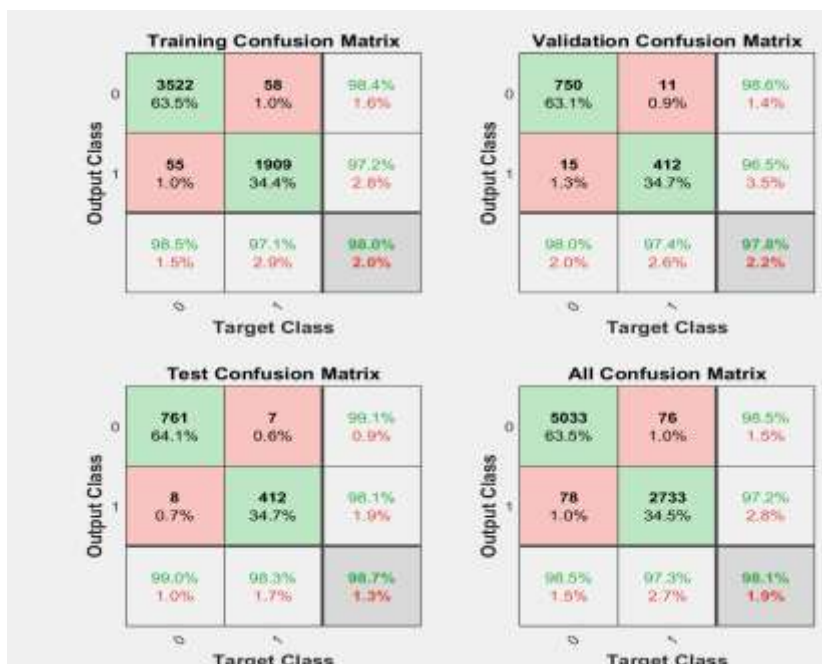 Training Confusion Matrix
0 3522 58 98.4%
63.5% 1.0% 1.6%
1 55 1909 97.2%
1.0% 34.4% 2.8%
98.5% 97.1% 98.0%
1.5% 2.9% 2.0%
0 1
Target Class
Output Class
Validation Confusion Matrix
0 750 11 98.6%
63.1% 0.9% 1.4%
1 15 412 96.5%
1.3% 34.7% 3.5%
98.0% 97.4% 97.8%
2.0% 2.6% 2.2%
0 1
Target Class
Output Class
Test Confusion Matrix
0 761 7 99.1%
64.1% 0.6% 0.9%
1 8 412 98.1%
0.7% 34.7% 1.9%
99.0% 98.3% 98.7%
1.0% 1.7% 1.3%
0 1
Target Class
Output Class
All Confusion Matrix
0 5033 76 98.5%
63.5% 1.0% 1.5%
1 78 2733 97.2%
1.0% 34.5% 2.8%
98.5% 97.3% 98.1%
1.5% 2.7% 1.9%
0 1
Target Class
Output Class